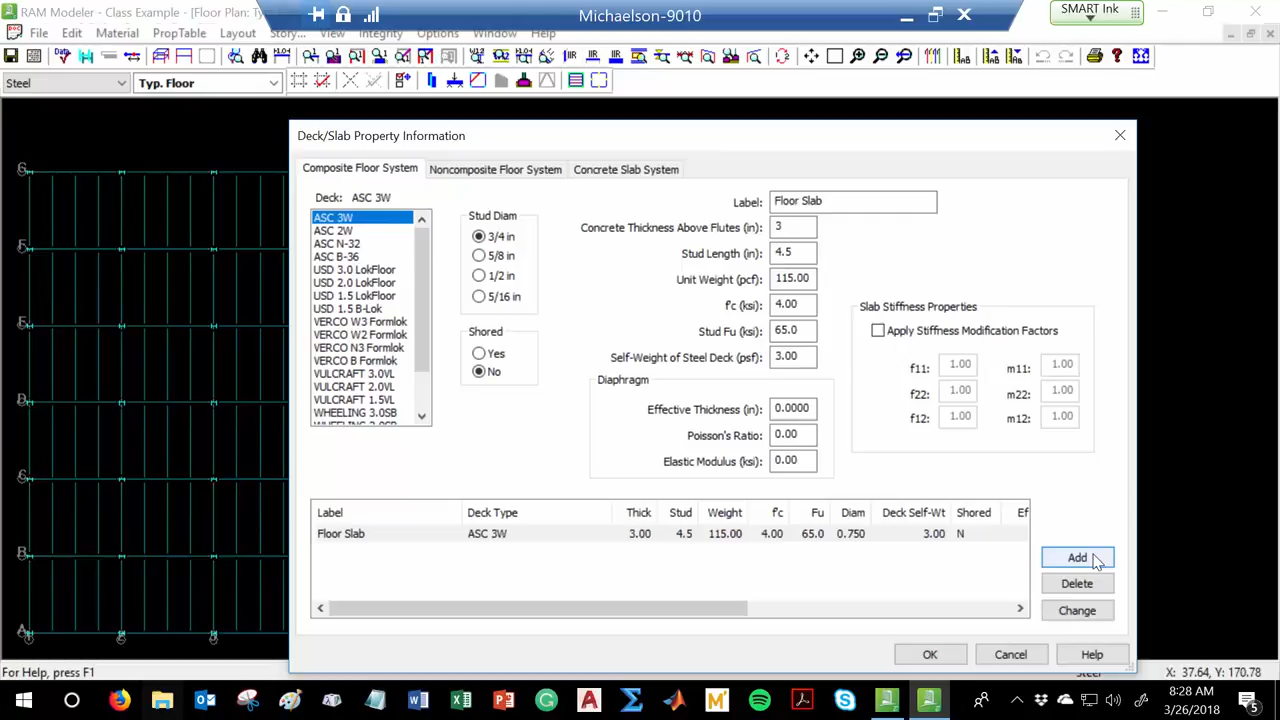 RAM Modeler - Class Example - [Floor Plan: Ty
Michaelson-9010
SMART Ink
File Edit Material PropTable Layout Story... View Integrity Options Window Help
Steel Typ. Floor
Deck/Slab Property Information
Composite Floor System Noncomposite Floor System Concrete Slab System
Deck: ASC 3W
ASC 3W
ASC 2W
ASC N-32
ASC B-36
USD 3.0 LokFloor
USD 2.0 LokFloor
USD 1.5 LokFloor
USD 1.5 B-Lok
VERCO W3 Formlok
VERCO W2 Formlok
VERCO N3 Formlok
VERCO B Formlok
VULCRAFT 3.0VL
VULCRAFT 2.0VL
VULCRAFT 1.5VL
WHEELING 3.0SB
Stud Diam
3/4 in
5/8 in
1/2 in
5/16 in
Shored
Yes
No
Label: Floor Slab
Concrete Thickness Above Flutes (in): 3
Stud Length (in): 4.5
Unit Weight (pcf): 115.00
f'c (ksi): 4.00
Stud Fu (ksi): 65.0
Self-Weight of Steel Deck (psf): 3.00
Diaphragm
Effective Thickness (in): 0.0000
Poisson's Ratio: 0.00
Elastic Modulus (ksi): 0.00
Slab Stiffness Properties
Apply Stiffness Modification Factors
f11: 1.00 m11: 1.00
f22: 1.00 m22: 1.00
f12: 1.00 m12: 1.00
Label Deck Type Thick Stud Weight f'c Fu Diam Deck Self-Wt Shored Ef
Floor Slab ASC 3W 3.00 4.5 115.00 4.00 65.0 0.750 3.00 N
Add
Delete
Change
OK Cancel Help
For Help, press F1
X: 37.64, Y: 170.78
8:28 AM
3/26/2018
5